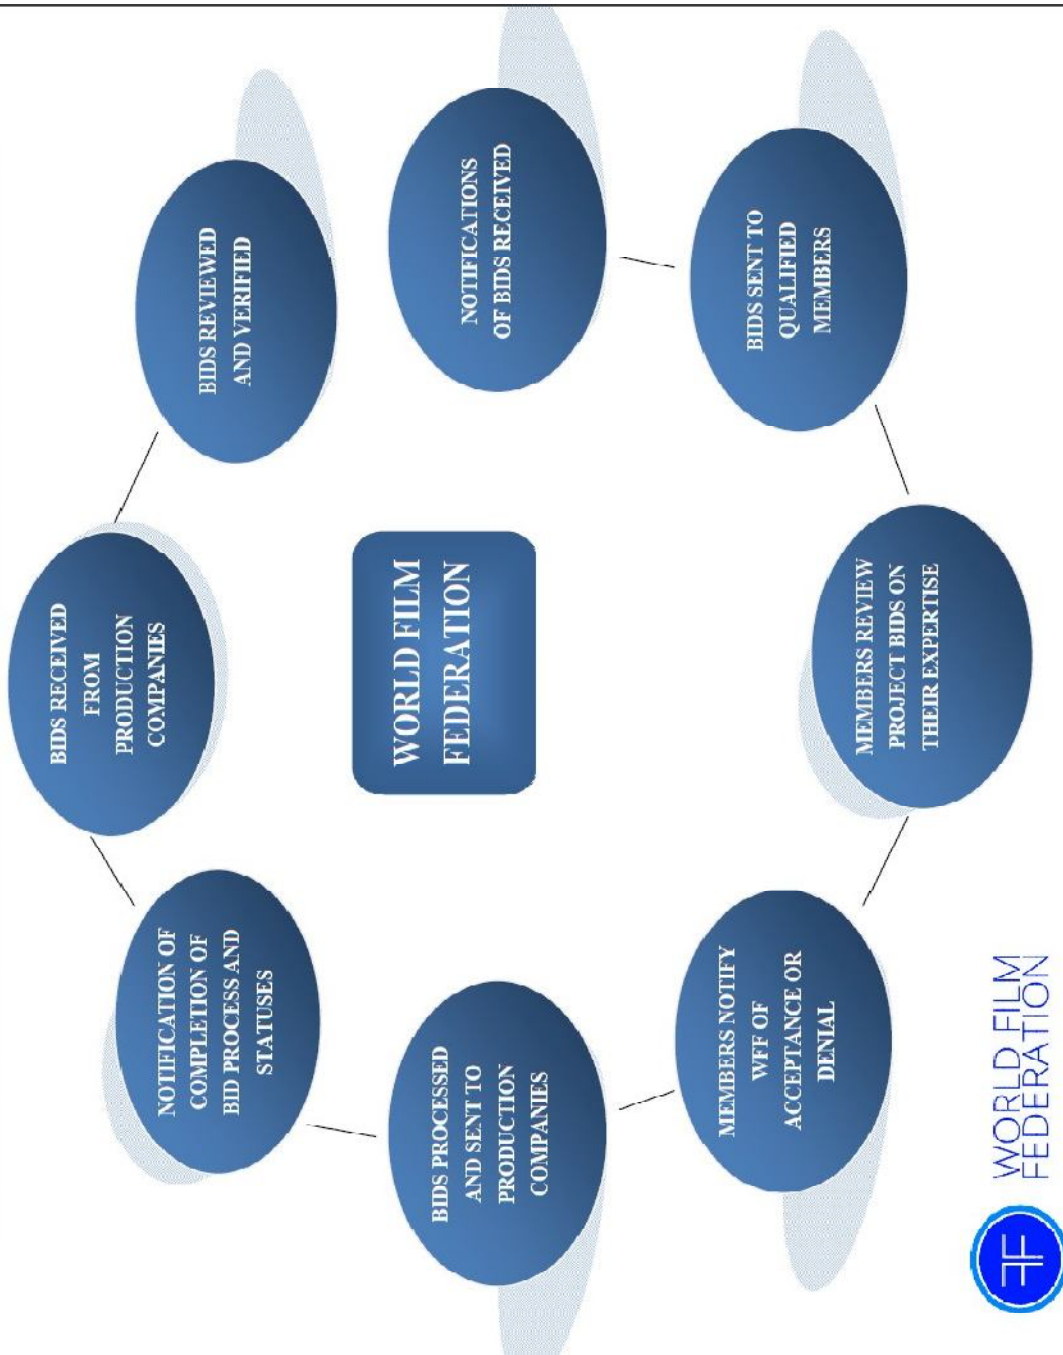 BIDS RECEIVED
FROM
PRODUCTION
COMPANIES
BIDS REVIEWED
AND VERIFIED
NOTIFICATIONS
OF BIDS RECEIVED
BIDS SENT TO
QUALIFIED
MEMBERS
MEMBERS REVIEW
PROJECT BIDS ON
THEIR EXPERTISE
MEMBERS NOTIFY
WFF OF
ACCEPTANCE OR
DENIAL
BIDS PROCESSED
AND SENT TO
PRODUCTION
COMPANIES
NOTIFICATION OF
COMPLETION OF
BID PROCESS AND
STATUSES
WORLD FILM
FEDERATION
WORLD FILM
FEDERATION